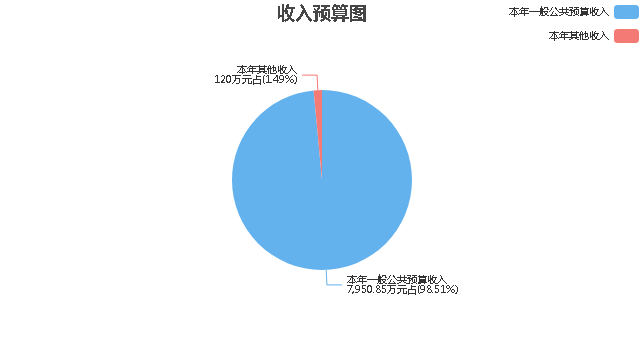 收入预算图
本年一般公共预算收入
本年其他收入
本年其他收入
120万元占(1.49%)
本年一般公共预算收入
7,950.85万元占(98.51%)